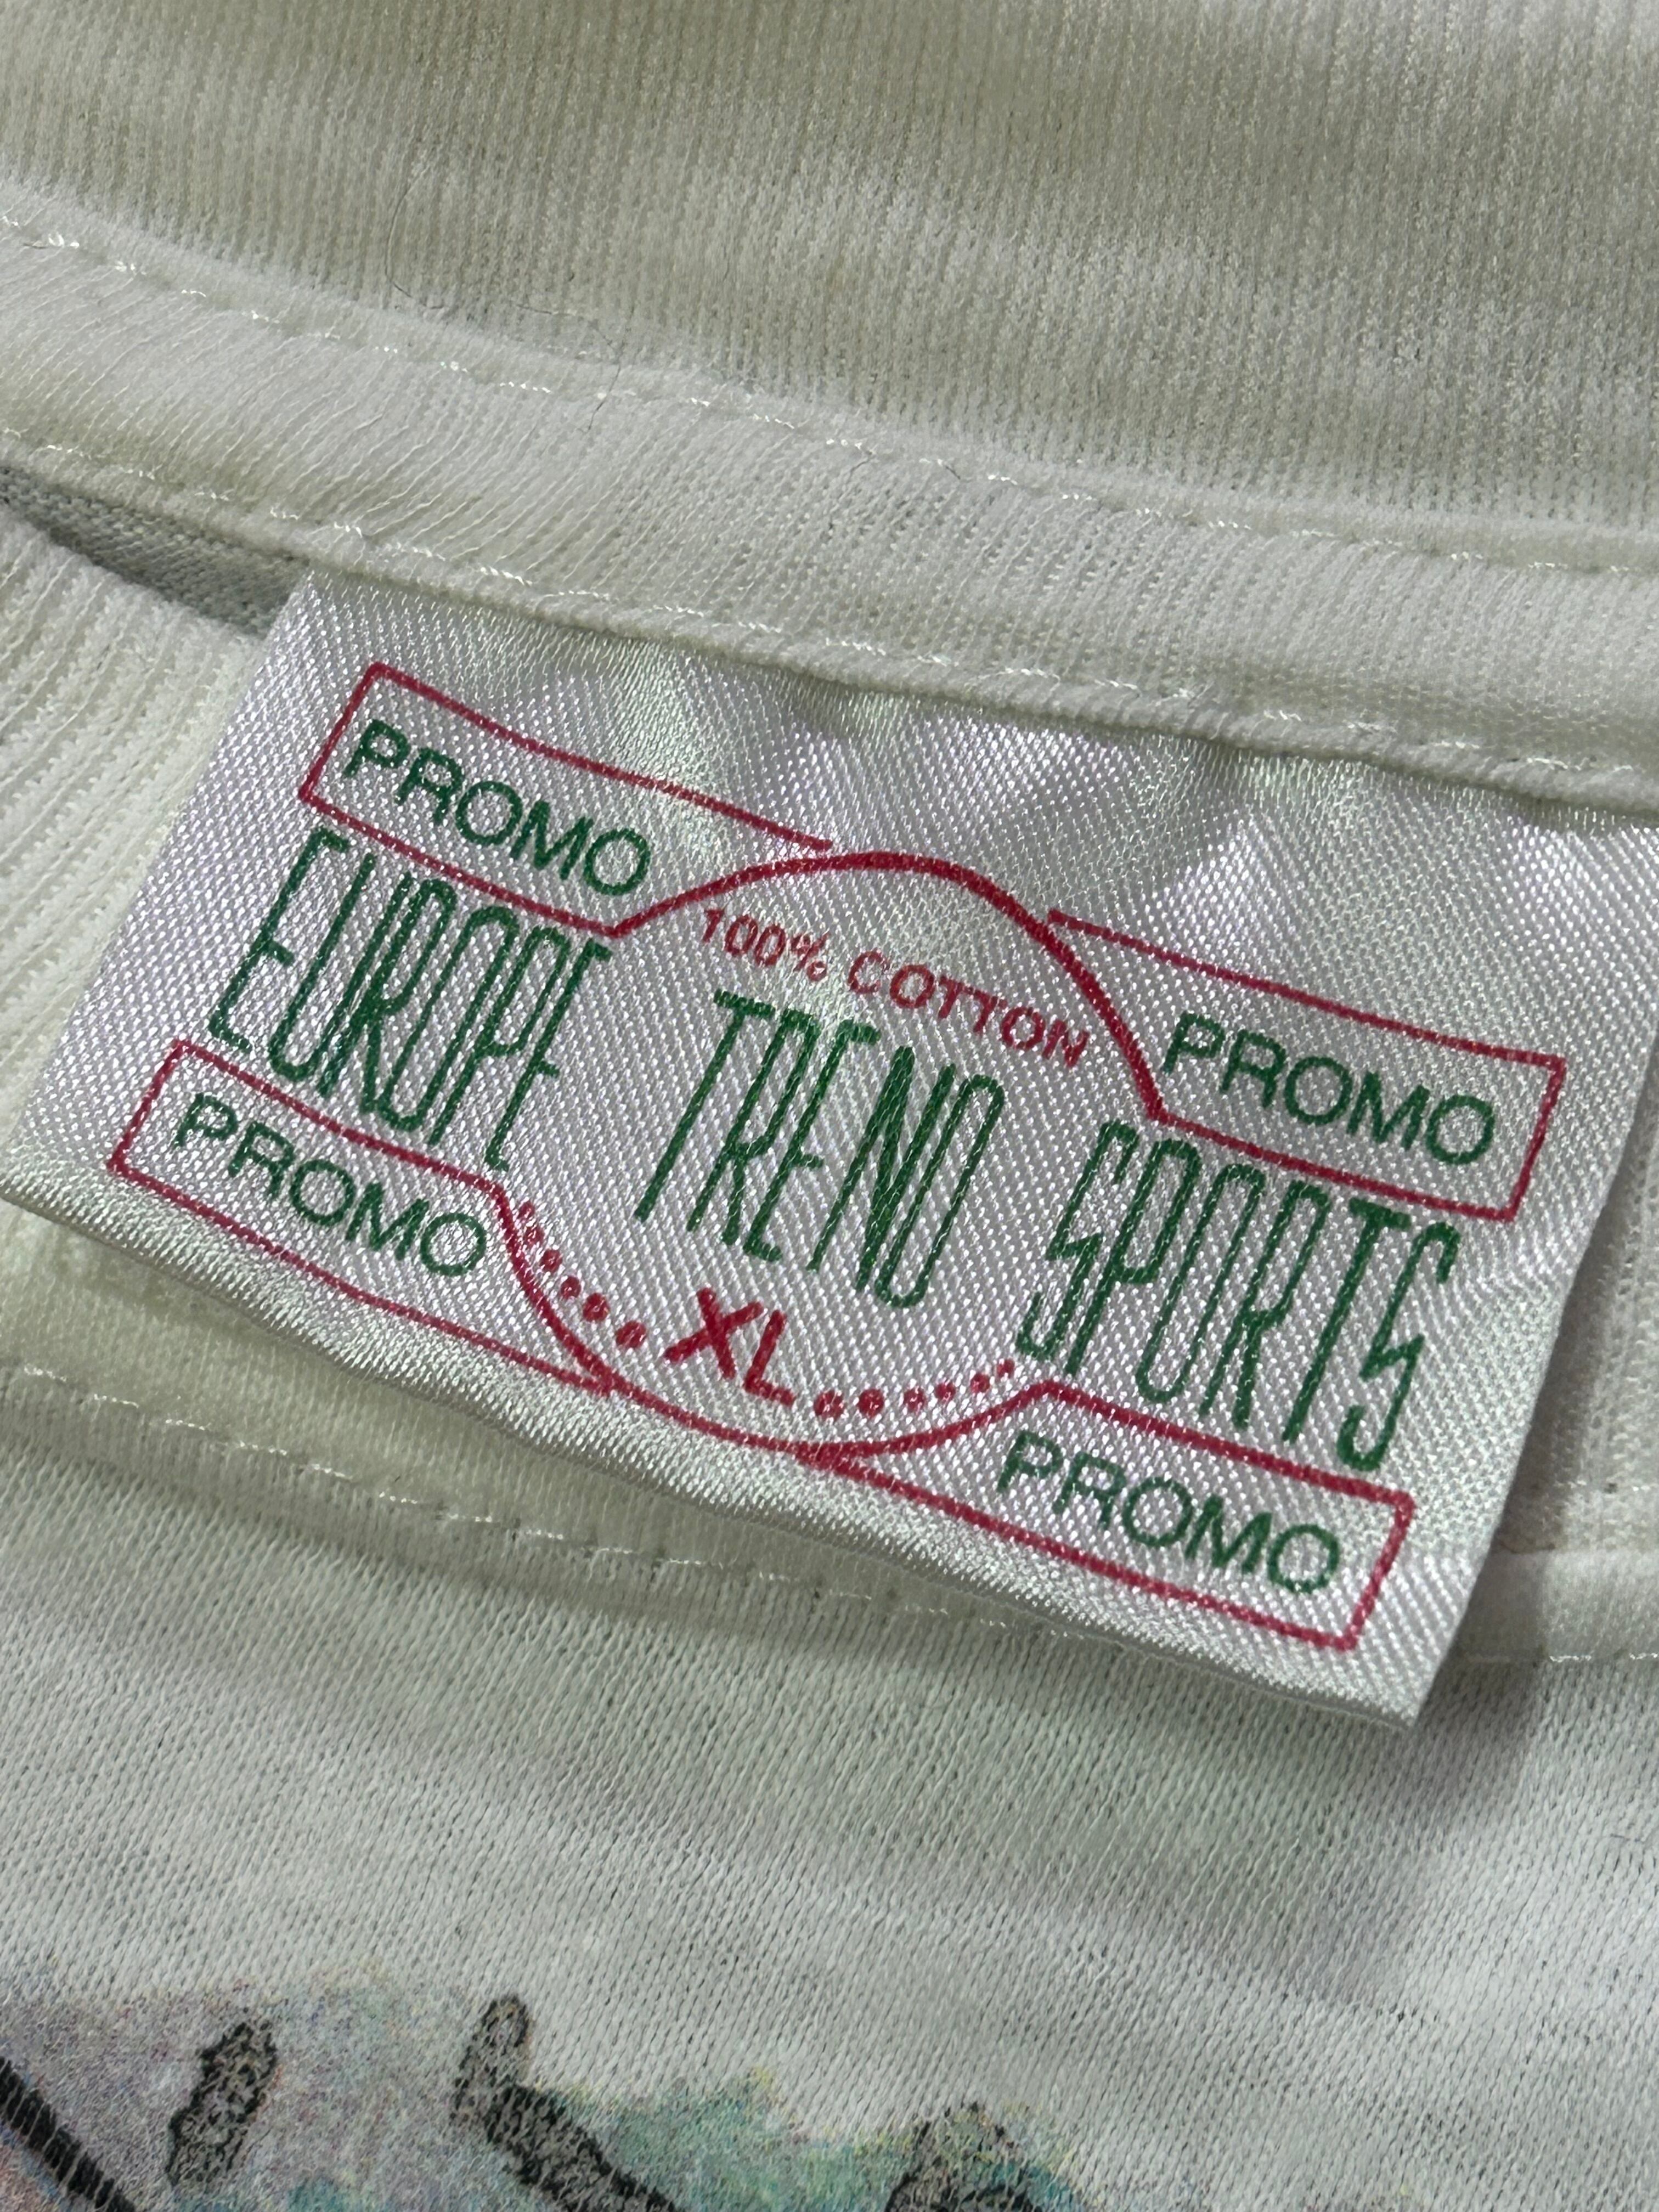 PROMO
100% COTTON
PROMO
EUROPE TREND SPORTS
PROMO
XL
PROMO